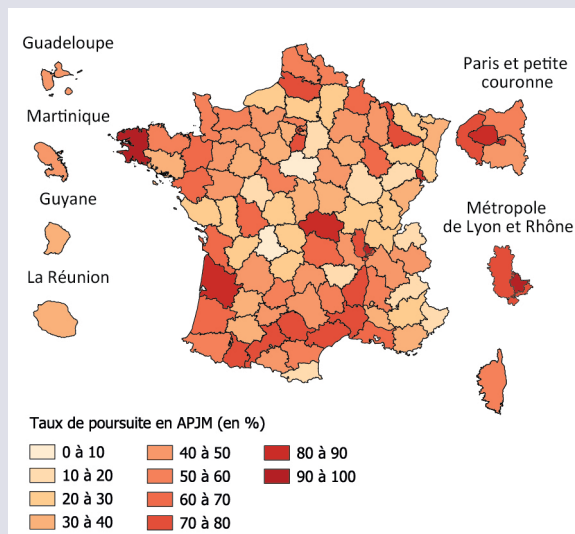 Guadeloupe
Martinique
Guyane
La Réunion
Paris et petite
couronne
Métropole
de Lyon et Rhône
Taux de poursuite en APJM (en %)
0 à 10
10 à 20
20 à 30
30 à 40
40 à 50
50 à 60
60 à 70
70 à 80
80 à 90
90 à 100